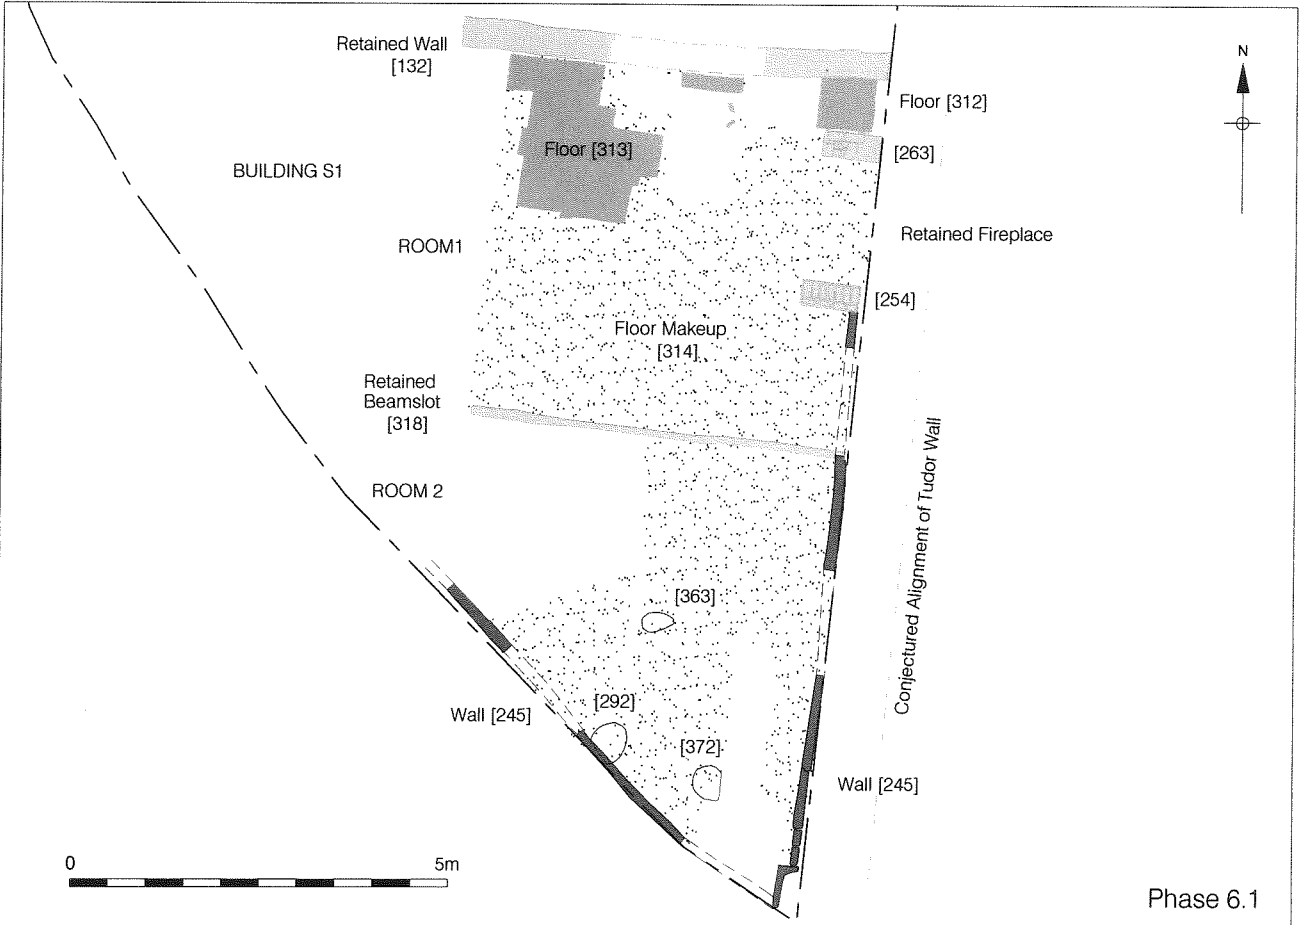 Retained Wall
[132]
N
Floor [312]
Floor [313]
[263]
BUILDING S1
Retained Fireplace
ROOM1
[254]
Floor Makeup
[314]
Retained
Beamslot
[318]
Conjectured Alignment of Tudor Wall
ROOM 2
[363]
[292]
Wall [245]
[372]
Wall [245]
0
5m
Phase 6.1